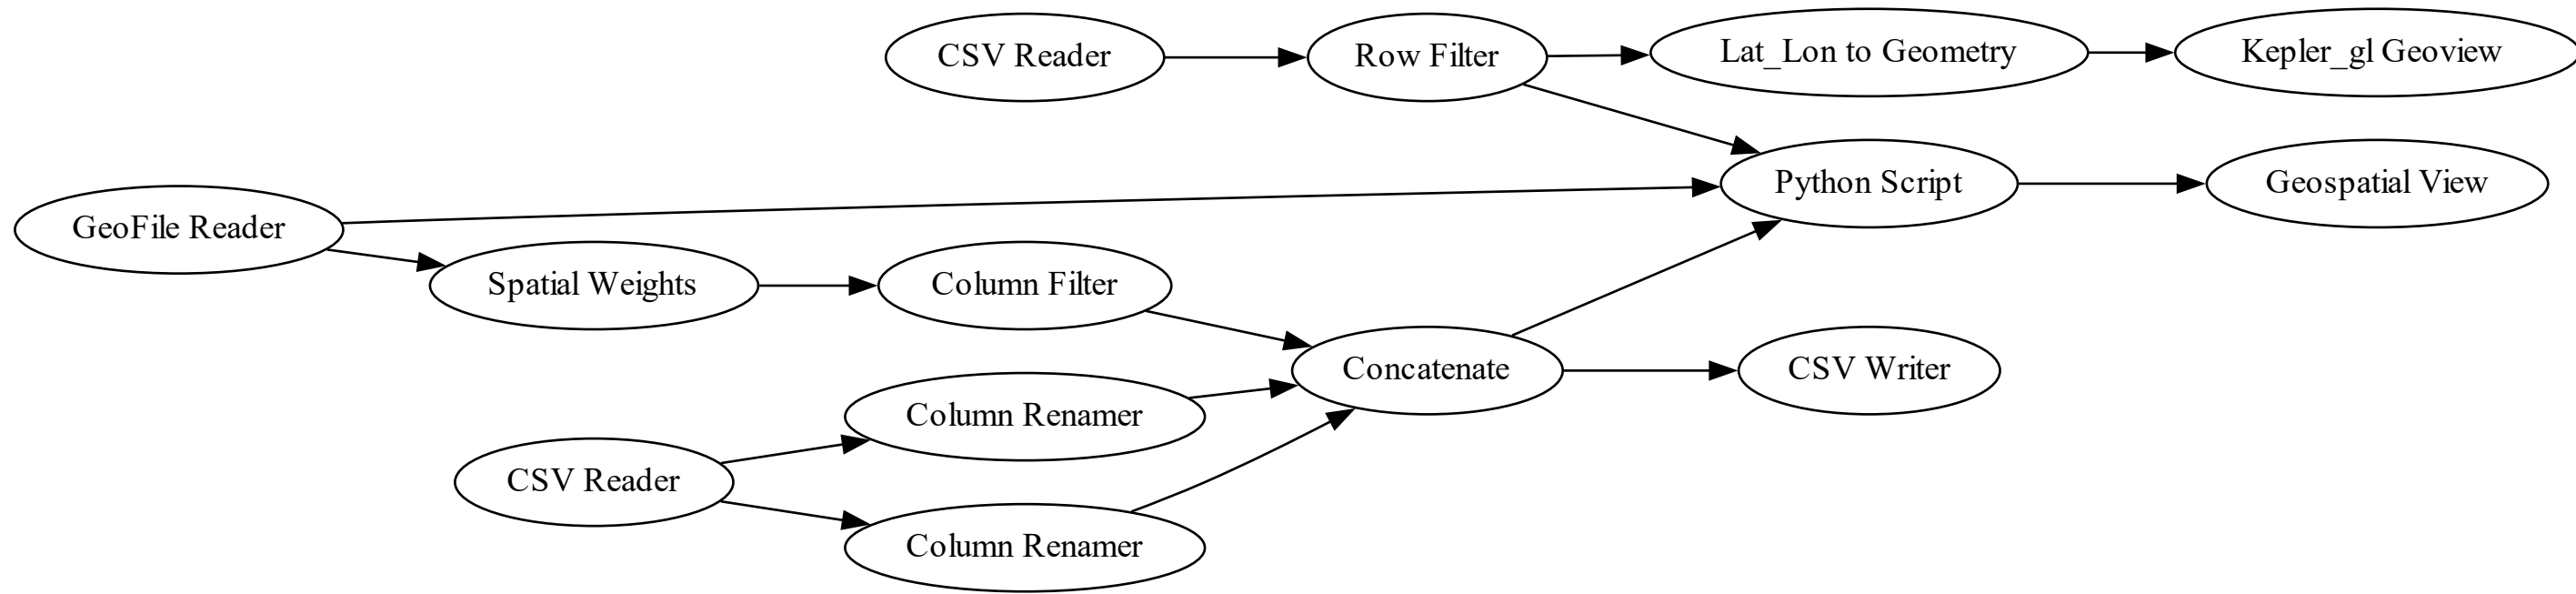 CSV Reader
Row Filter
Lat_Lon to Geometry
Kepler_gl Geoview
Python Script
Geospatial View
GeoFile Reader
Spatial Weights
Column Filter
Concatenate
CSV Writer
Column Renamer
CSV Reader
Column Renamer